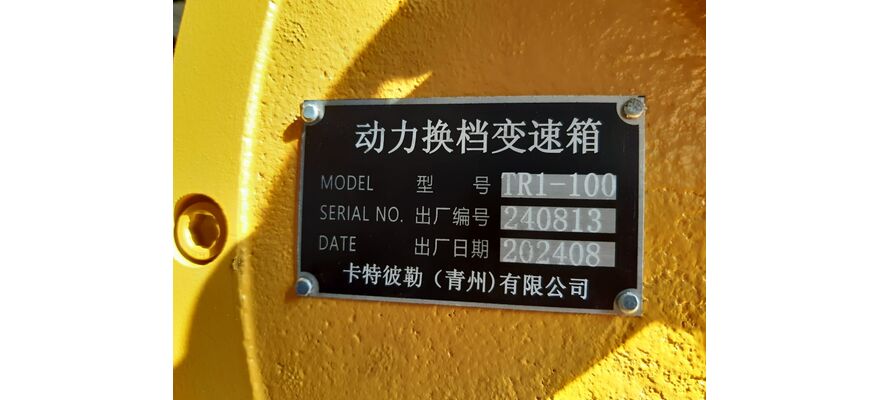 动力换档变速箱
MODEL 型 号 TR1-100
SERIAL NO. 出厂编号 240813
DATE 出厂日期 202408
卡特彼勒（青州)有限公司